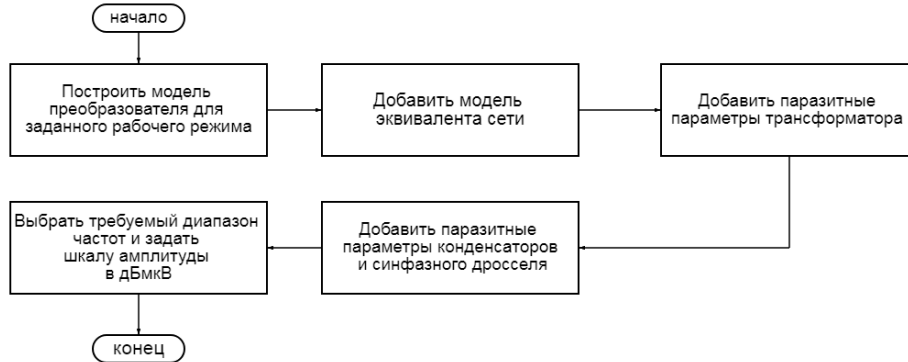 начало
Построить модель
преобразователя для
заданного рабочего режима
Добавить модель
эквивалента сети
Добавить паразитные
параметры трансформатора
Добавить паразитные
параметры конденсаторов
и синфазного дросселя
Выбрать требуемый диапазон
частот и задать
шкалу амплитуды
в дБмкВ
конец